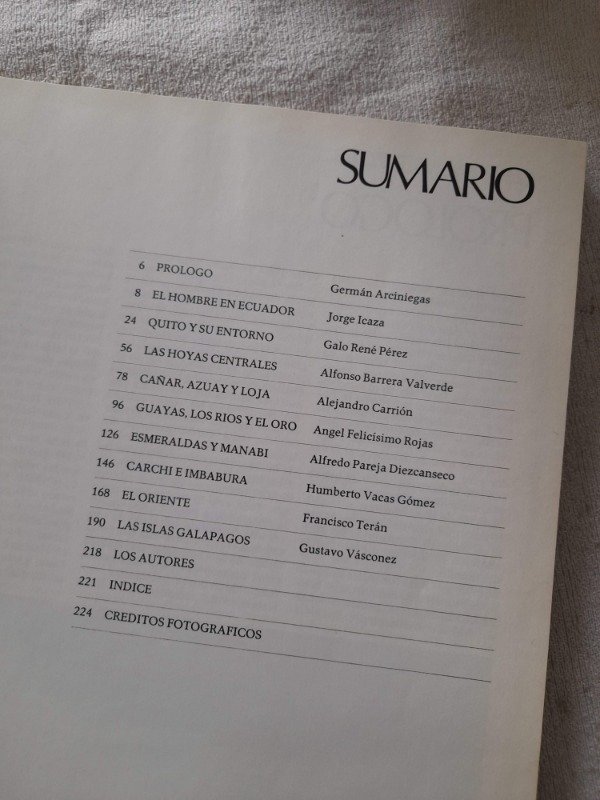 SUMARIO
6 PROLOGO Germán Arciniegas
8 EL HOMBRE EN ECUADOR Jorge Icaza
24 QUITO Y SU ENTORNO Galo René Pérez
56 LAS HOYAS CENTRALES Alfonso Barrera Valverde
78 CAÑAR, AZUAY Y LOJA Alejandro Carrión
96 GUAYAS, LOS RIOS Y EL ORO Angel Felicísimo Rojas
126 ESMERALDAS Y MANABI Alfredo Pareja Diezcanseco
146 CARCHI E IMBABURA Humberto Vacas Gómez
168 EL ORIENTE Francisco Terán
190 LAS ISLAS GALAPAGOS Gustavo Vásconez
218 LOS AUTORES
221 INDICE
224 CREDITOS FOTOGRAFICOS